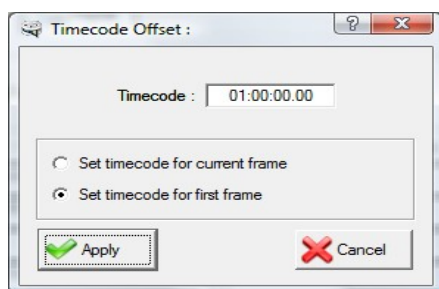 Timecode Offset :
Timecode : 01:00:00.00
Set timecode for current frame
Set timecode for first frame
Apply Cancel